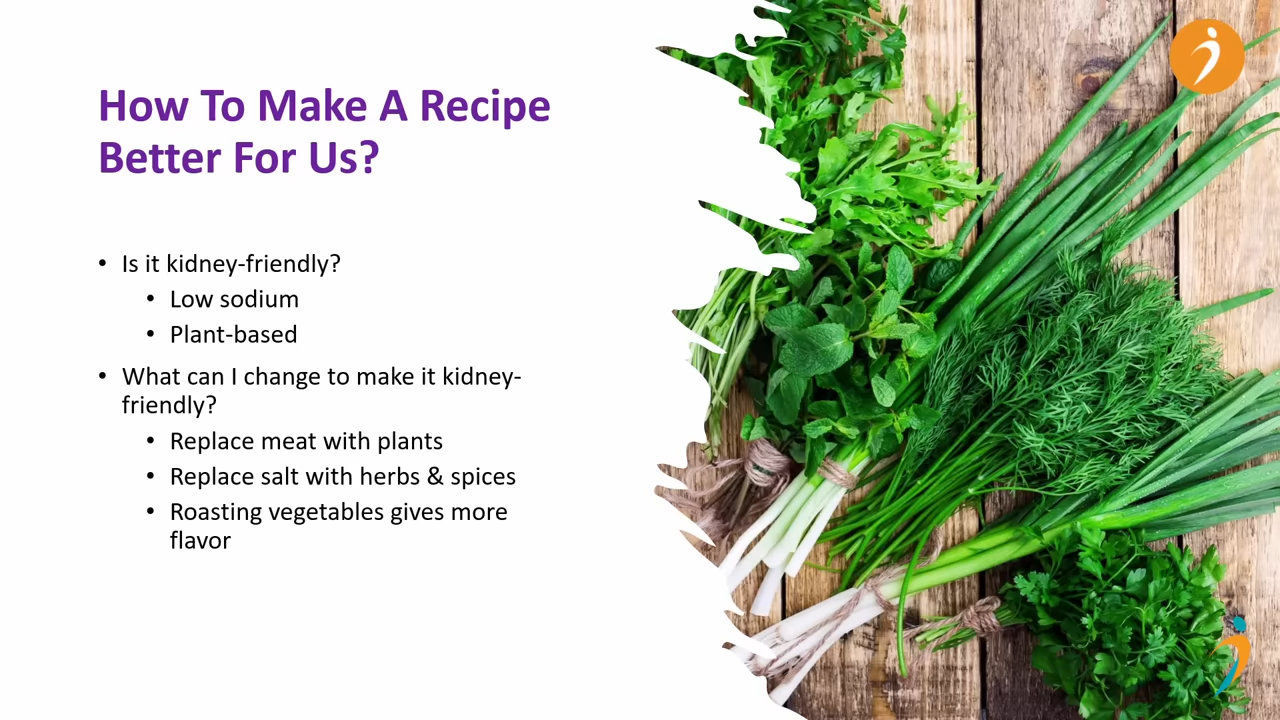 How To Make A Recipe
Better For Us?
• Is it kidney-friendly?
• Low sodium
• Plant-based
• What can I change to make it kidney-
friendly?
• Replace meat with plants
• Replace salt with herbs & spices
• Roasting vegetables gives more
flavor